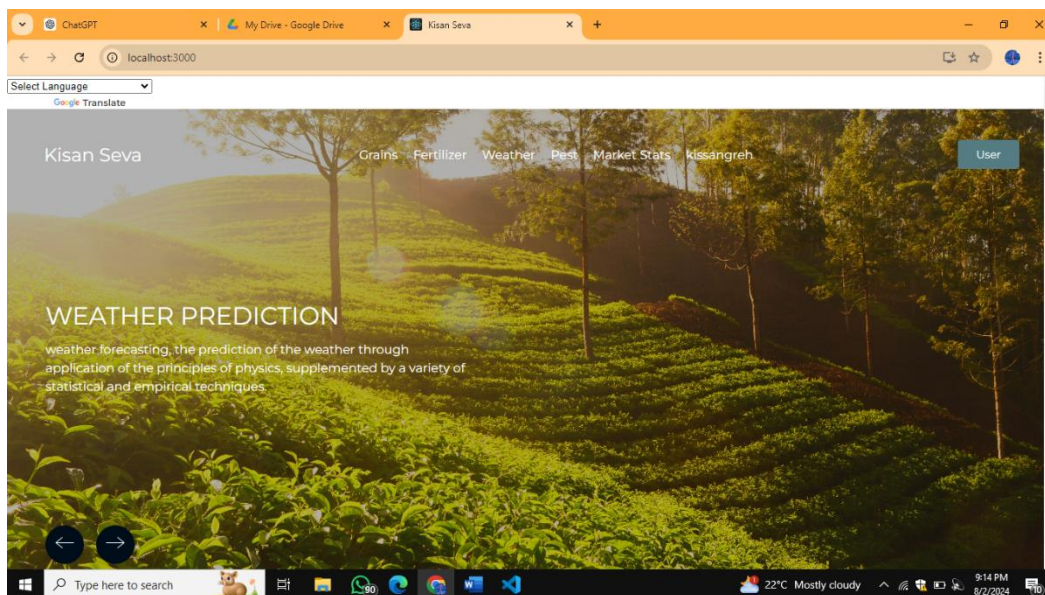 ChatGPT
My Drive - Google Drive
Kisan Seva
localhost:3000
Select Language
Google Translate
Kisan Seva
Grains Fertilizer Weather Pest Market Stats kissangreh
User
WEATHER PREDICTION
weather forecasting, the prediction of the weather through
application of the principles of physics, supplemented by a variety of
statistical and empirical techniques.
Type here to search
90
22°C Mostly cloudy
9:14 PM
8/2/2024
10